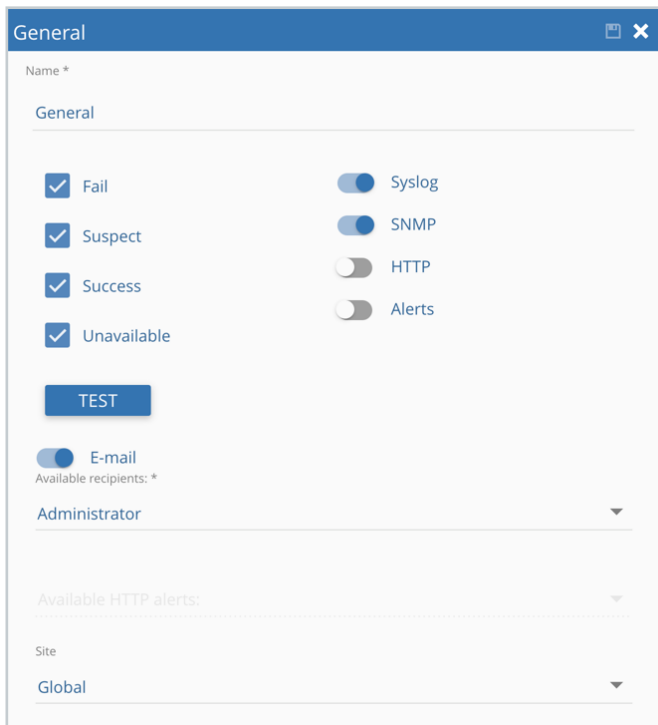 General
Name *
General
Fail
Suspect
Success
Unavailable
Syslog
SNMP
HTTP
Alerts
TEST
E-mail
Available recipients: *
Administrator
Available HTTP alerts:
Site
Global